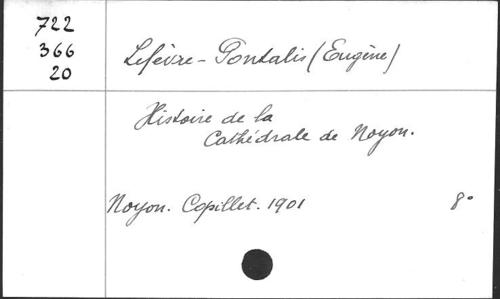 722
366
20
Lefèvre-Pontalis (Eugène)
Histoire de la
Cathédrale de Noyon.
Noyon. Copillet. 1901 8°